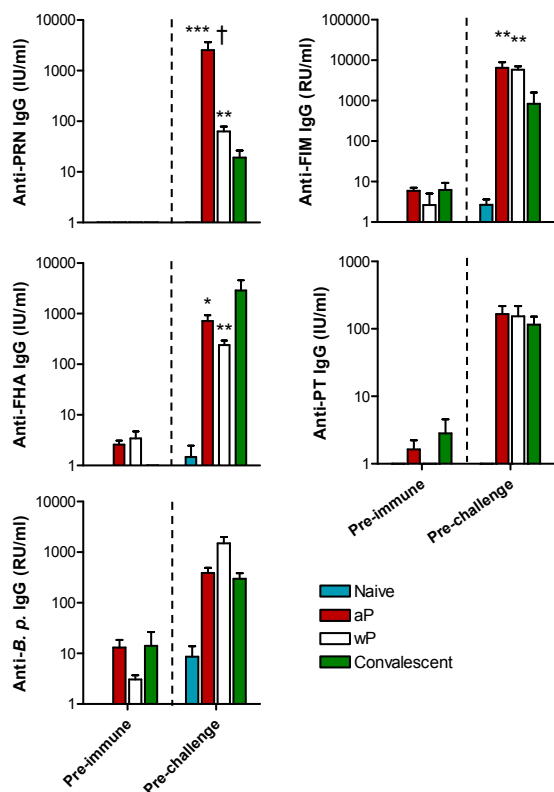 Anti-PRN IgG (IU/ml)
10000
1000
100
10
1
*** †
**
Anti-FIM IgG (RU/ml)
100000
10000
1000
100
10
1
** **
Anti-FHA IgG (IU/ml)
10000
1000
100
10
1
*
**
Anti-PT IgG (IU/ml)
1000
100
10
1
Pre-immune
Pre-challenge
Anti-B. p. IgG (RU/ml)
10000
1000
100
10
1
Pre-immune
Pre-challenge
Naive
aP
wP
Convalescent